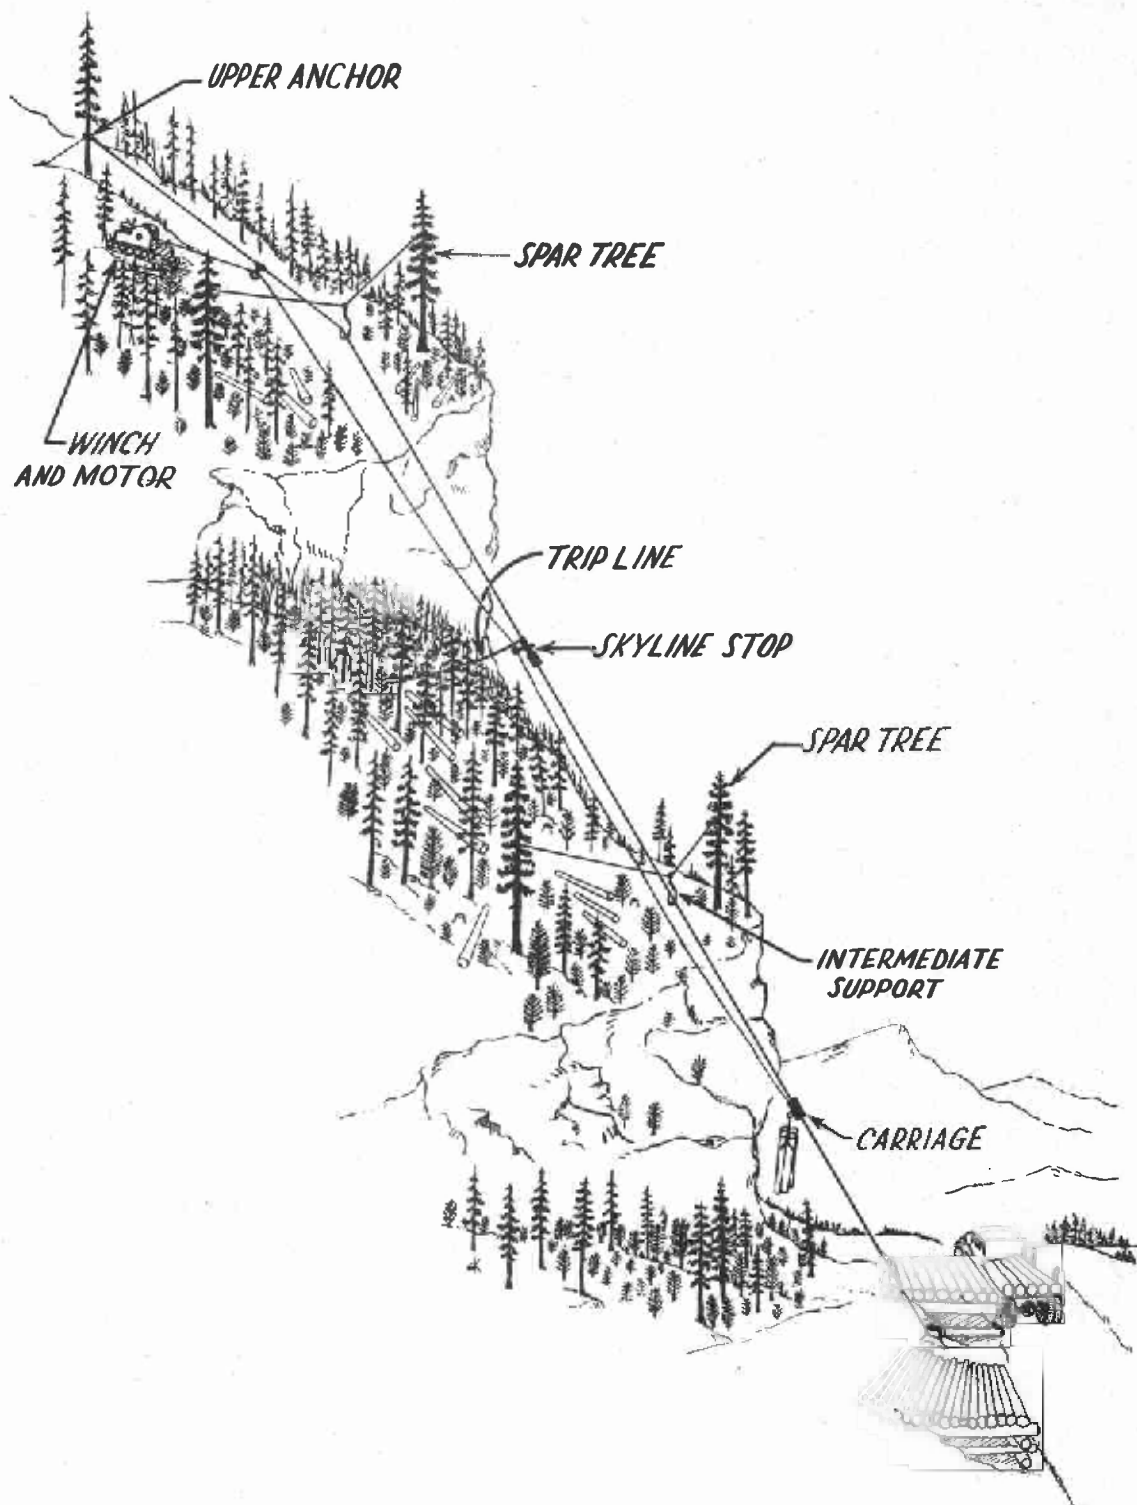 UPPER ANCHOR
SPAR TREE
WINCH
AND MOTOR
TRIP LINE
SKYLINE STOP
SPAR TREE
INTERMEDIATE
SUPPORT
CARRIAGE